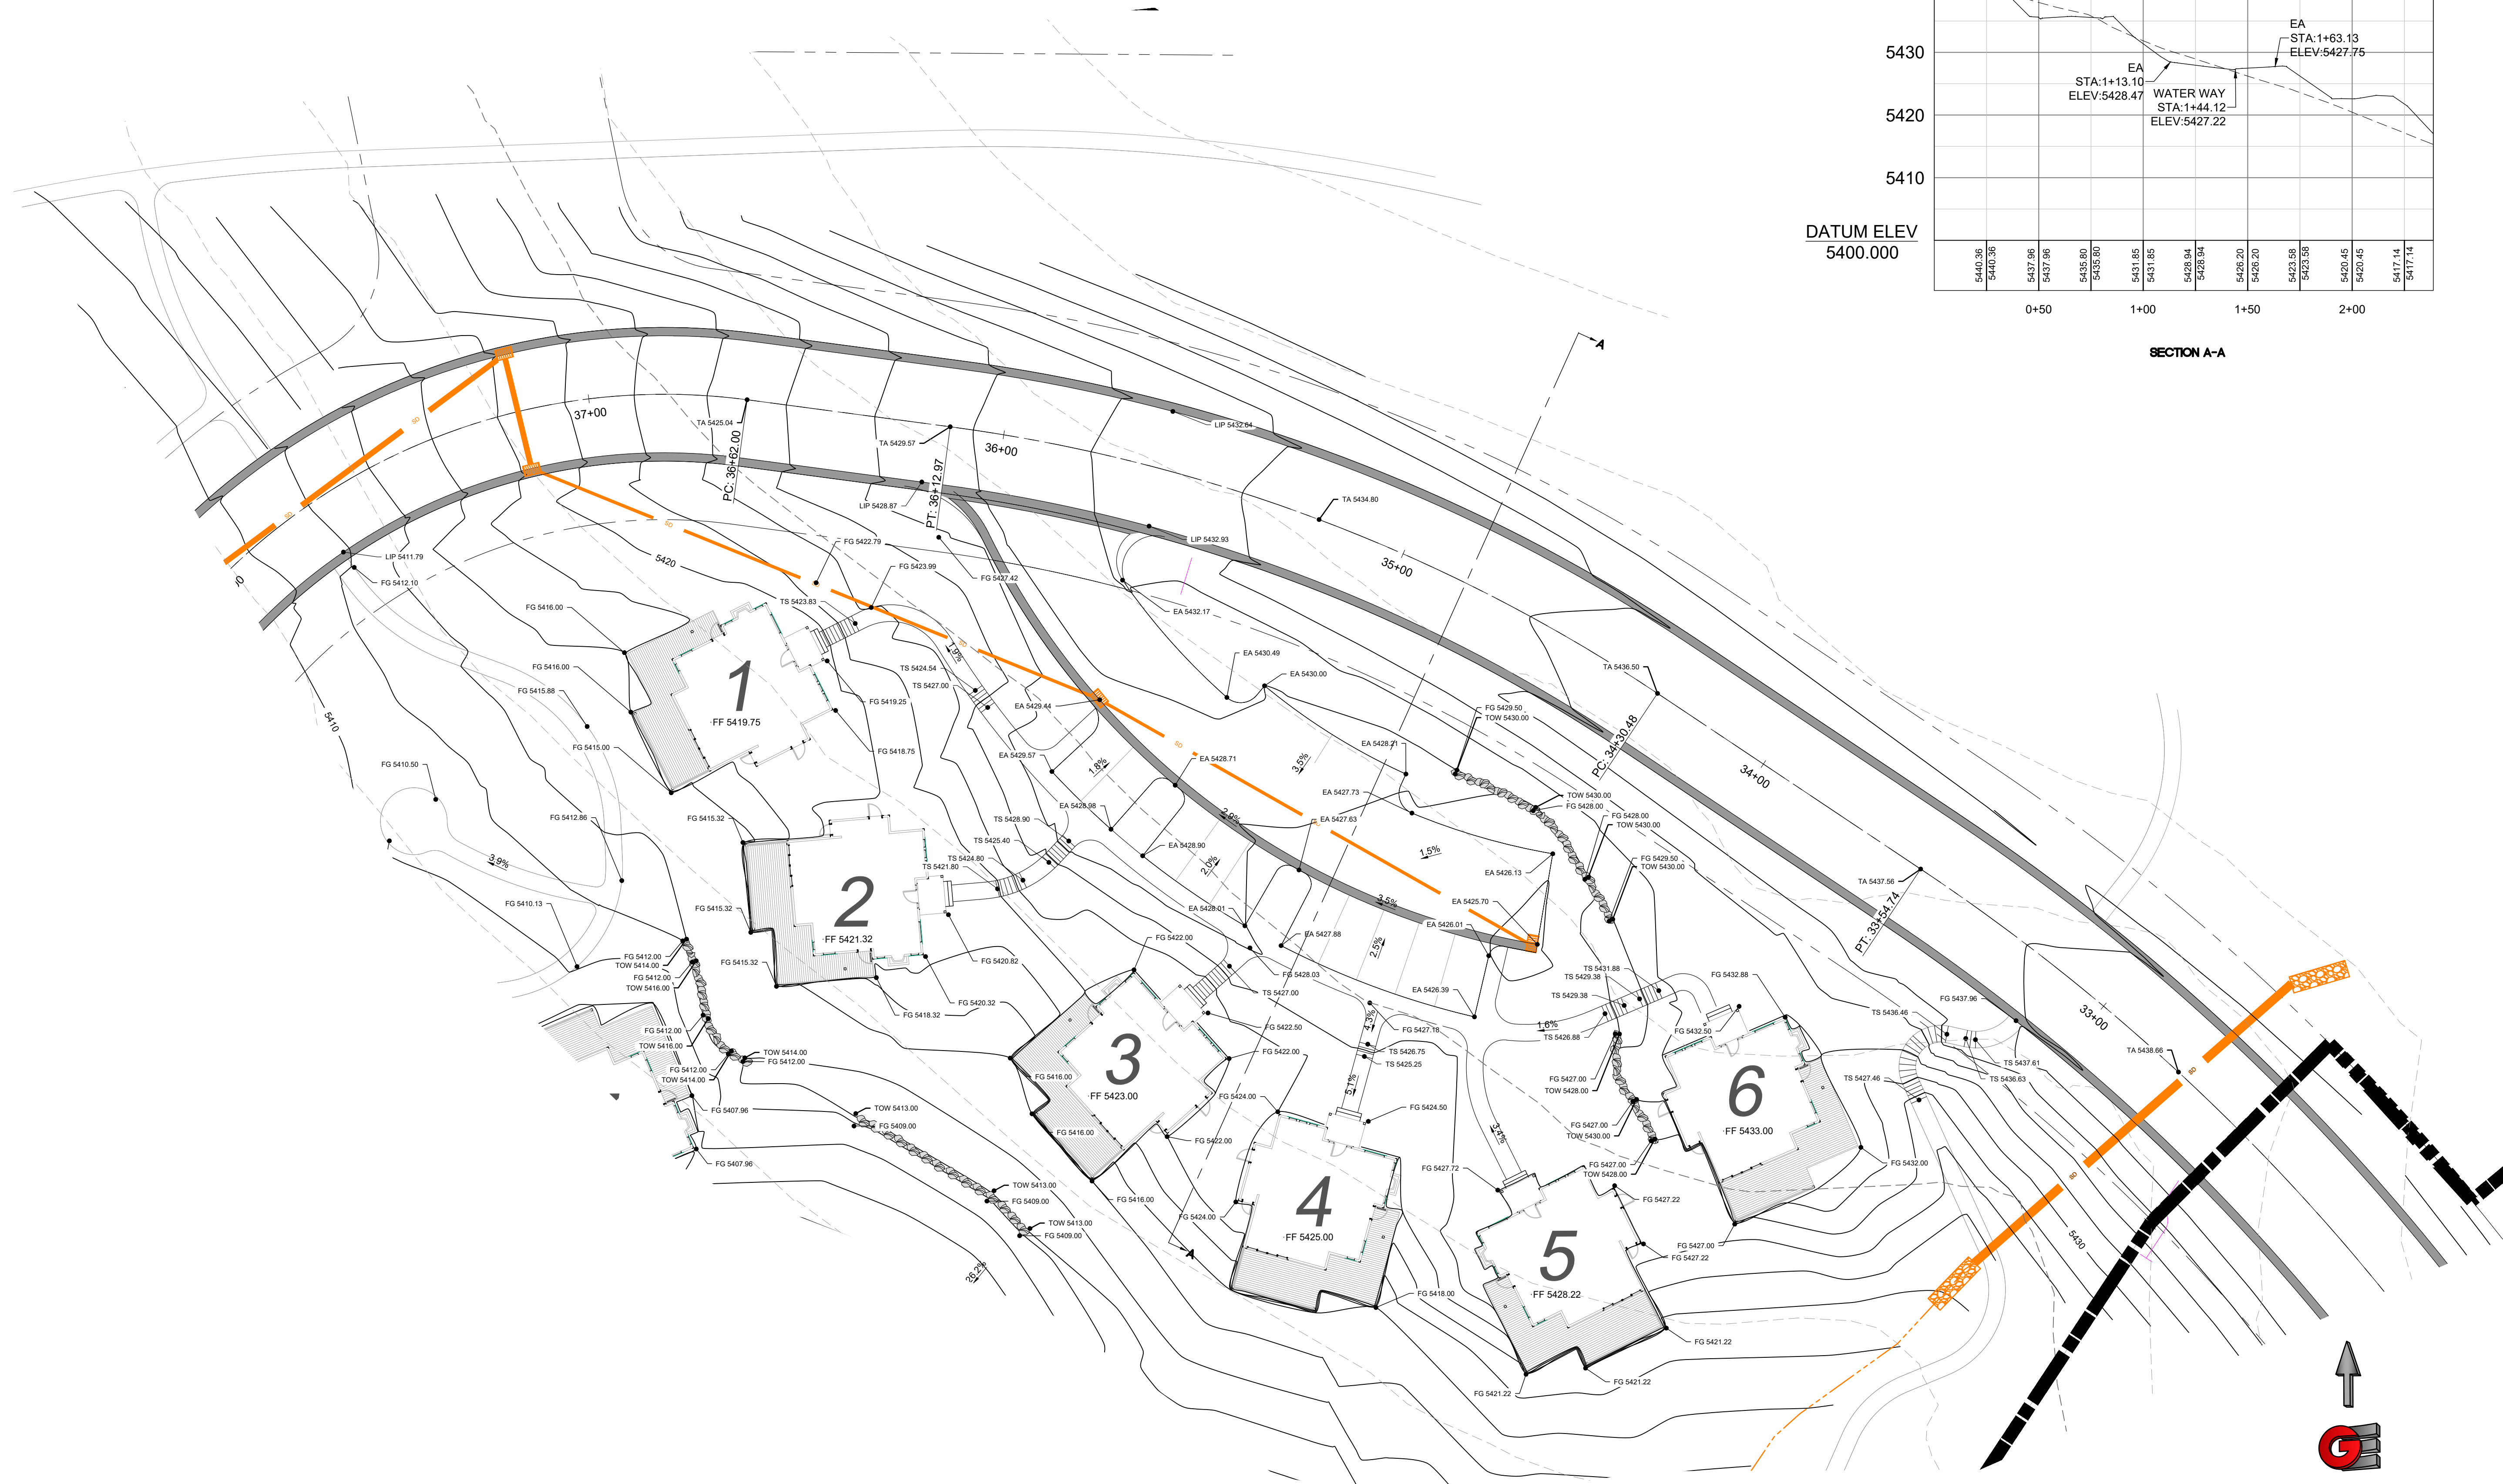 EA
STA:1+63.13
ELEV:5427.75
5430
EA
STA:1+13.10
ELEV:5428.47
WATER WAY
STA:1+44.12
ELEV:5427.22
5420
5410
DATUM ELEV
5400.000
5440.36
5440.36
5437.96
5437.96
5435.80
5435.80
5431.85
5431.85
5428.94
5428.94
5426.20
5426.20
5423.58
5423.58
5420.45
5420.45
5417.14
5417.14
0+50
1+00
1+50
2+00
SECTION A-A
A
37+00
TA 5425.04
PC: 36+62.00
TA 5429.57
PT: 36+12.97
36+00
LIP 5432.64
SD
SD
LIP 5428.87
TA 5434.80
LIP 5432.93
35+00
LIP 5411.79
FG 5412.10
5420
SD
FG 5422.79
FG 5423.99
FG 5427.42
EA 5432.17
FG 5416.00
TS 5423.83
1.9%
TS 5424.54
TS 5427.00
EA 5430.49
EA 5430.00
TA 5436.50
FG 5416.00
FG 5415.88
1
FF 5419.75
FG 5419.25
EA 5429.44
FG 5418.75
5410
FG 5415.00
FG 5410.50
EA 5429.57
1.8%
SD
EA 5428.71
3.5%
EA 5428.21
FG 5429.50
TOW 5430.00
PC: 34+30.48
34+00
EA 5427.73
TOW 5430.00
FG 5428.00
FG 5428.00
TOW 5430.00
FG 5412.86
FG 5415.32
EA 5428.98
2.9%
EA 5427.63
TS 5428.90
TS 5425.40
EA 5428.90
2.0%
1.5%
FG 5429.50
TOW 5430.00
3.9%
TS 5424.80
TS 5421.80
EA 5426.13
TA 5437.56
2
FF 5421.32
FG 5410.13
FG 5415.32
EA 5428.01
3.5%
EA 5425.70
EA 5426.01
PT: 33+54.74
FG 5412.00
TOW 5414.00
FG 5412.00
TOW 5416.00
FG 5415.32
FG 5420.82
FG 5422.00
EA 5427.88
2.5%
FG 5428.03
TS 5431.88
TS 5429.38
TS 5429.38
FG 5432.88
FG 5420.32
FG 5418.32
TS 5427.00
EA 5426.39
FG 5437.96
33+00
FG 5412.00
TOW 5416.00
FG 5422.50
4.3%
FG 5427.18
1.6%
TS 5426.88
FG 5432.50
TS 5436.46
TOW 5414.00
FG 5412.00
FG 5412.00
TOW 5414.00
3
FF 5423.00
FG 5422.00
TS 5426.75
TS 5425.25
TA 5438.66
TS 5437.61
TS 5436.63
TS 5427.46
FG 5416.00
FG 5424.00
5.1%
FG 5427.00
TOW 5428.00
6
FF 5433.00
SD
SD
FG 5407.96
TOW 5413.00
FG 5409.00
FG 5416.00
FG 5422.00
FG 5424.50
3.4%
FG 5427.00
TOW 5430.00
FG 5407.96
FG 5427.72
FG 5427.00
TOW 5428.00
FG 5432.00
TOW 5413.00
FG 5409.00
FG 5416.00
FG 5424.00
4
FF 5425.00
FG 5427.22
TOW 5413.00
FG 5409.00
A
FG 5427.00
FG 5427.22
5430
26.2%
5
FF 5428.22
FG 5418.00
FG 5421.22
FG 5421.22
FG 5421.22
G